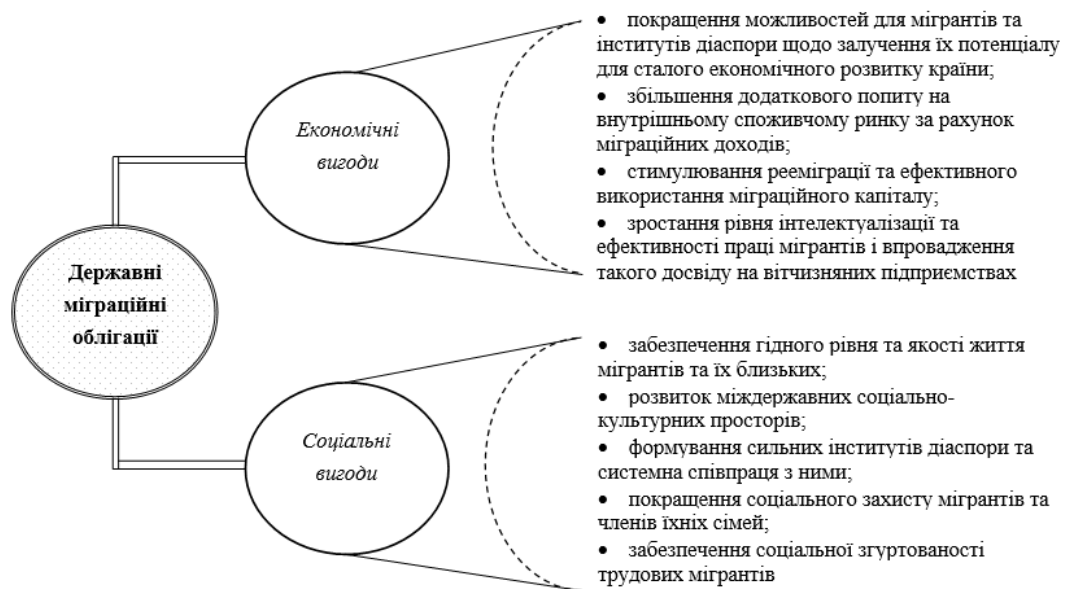 Державні
міграційні
облігації
Економічні
вигоди
• покращення можливостей для мігрантів та
інститутів діаспори щодо залучення їх потенціалу
для сталого економічного розвитку країни;
• збільшення додаткового попиту на
внутрішньому споживчому ринку за рахунок
міграційних доходів;
• стимулювання рееміграції та ефективного
використання міграційного капіталу;
• зростання рівня інтелектуалізації та
ефективності праці мігрантів і впровадження
такого досвіду на вітчизняних підприємствах
Соціальні
вигоди
• забезпечення гідного рівня та якості життя
мігрантів та їх близьких;
• розвиток міждержавних соціально-
культурних просторів;
• формування сильних інститутів діаспори та
системна співпраця з ними;
• покращення соціального захисту мігрантів та
членів їхніх сімей;
• забезпечення соціальної згуртованості
трудових мігрантів